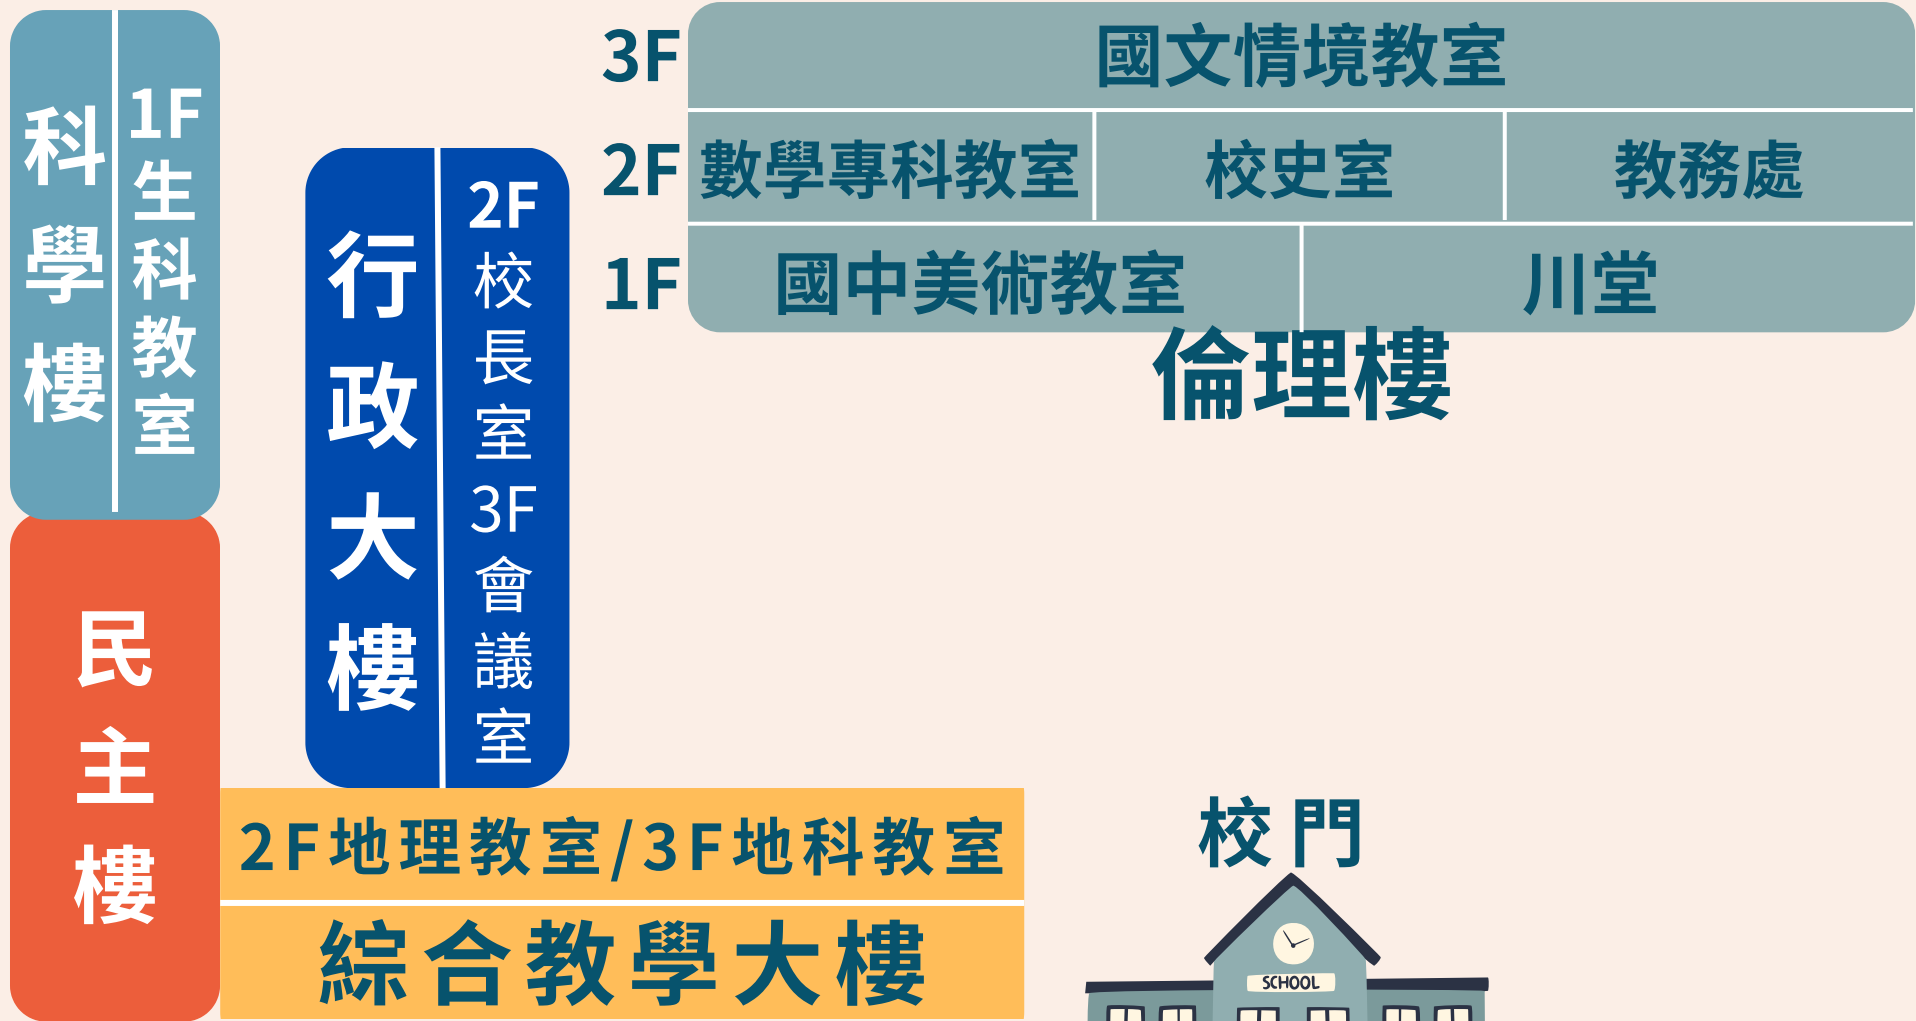 科學樓
1F生科教室
民主樓
行政大樓
2F校長室3F會議室
3F 國文情境教室
2F 數學專科教室 校史室 教務處
1F 國中美術教室 川堂
倫理樓
2F地理教室/3F地科教室
綜合教學大樓
校門
SCHOOL